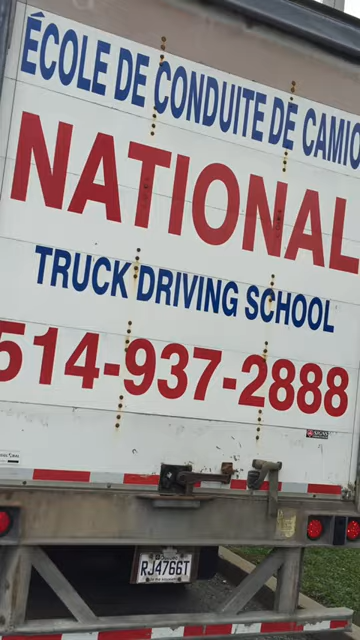 ÉCOLE DE CONDUITE DE CAMIO
NATIONAL
TRUCK DRIVING SCHOOL
514-937-2888
RJ4766T